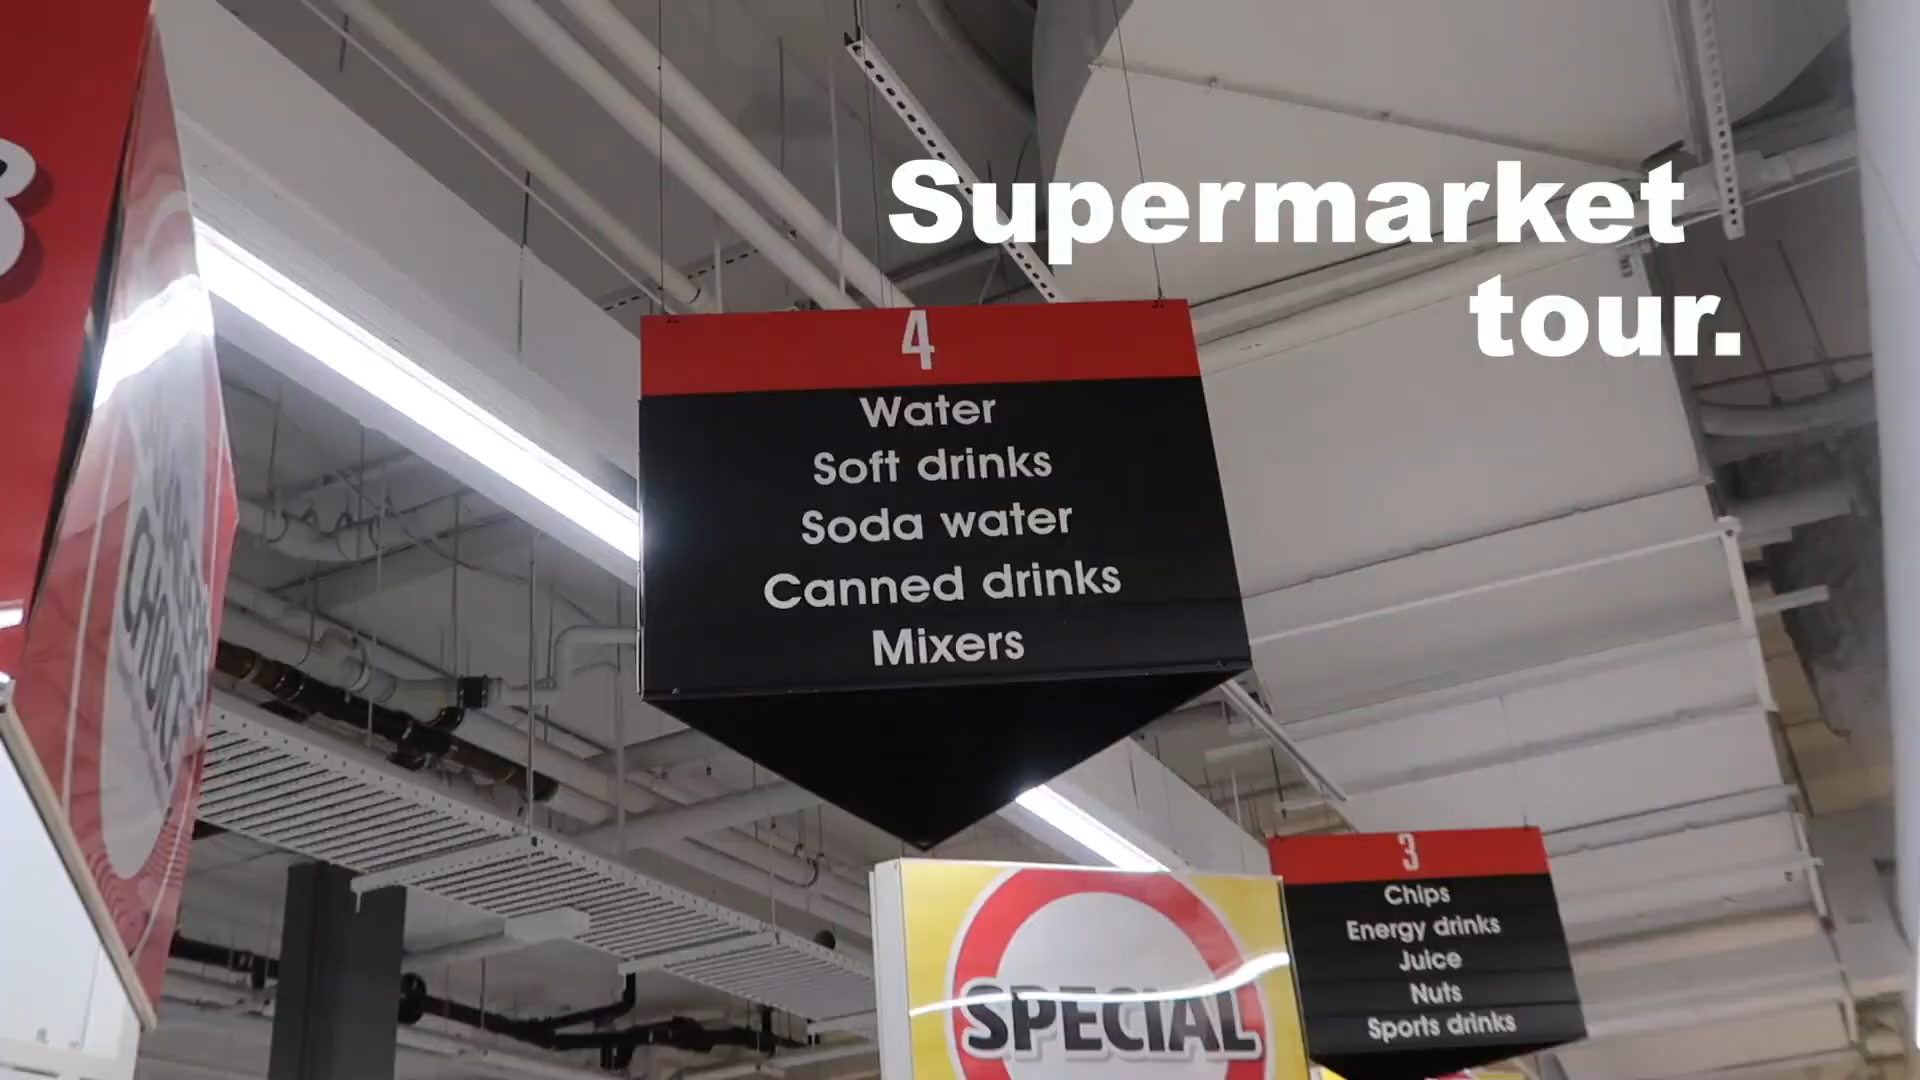 Supermarket
tour.
4
Water
Soft drinks
Soda water
Canned drinks
Mixers
SPECIAL
3
Chips
Energy drinks
Juice
Nuts
Sports drinks